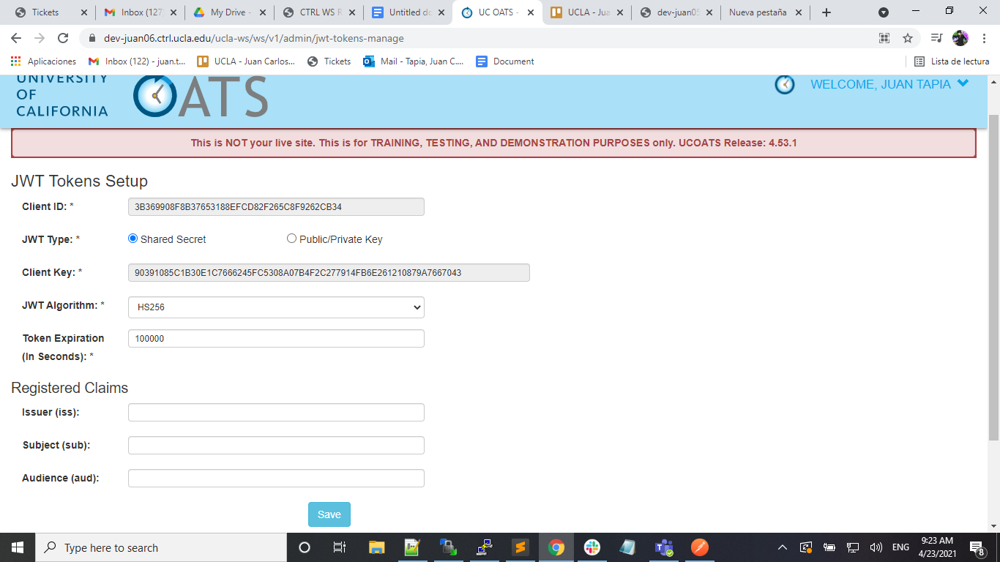 Tickets
Inbox (127
My Drive -
CTRL WS R
Untitled do
UC OATS -
UCLA - Jua
dev-juan05
Nueva pestaña
dev-juan06.ctrl.ucla.edu/ucla-ws/ws/v1/admin/jwt-tokens-manage
Aplicaciones
Inbox (122) - juan.t...
UCLA - Juan Carlos...
Tickets
Mail - Tapia, Juan C....
Document
Lista de lectura
UNIVERSITY
OF
CALIFORNIA
OATS
WELCOME, JUAN TAPIA
This is NOT your live site. This is for TRAINING, TESTING, AND DEMONSTRATION PURPOSES only. UCOATS Release: 4.53.1
JWT Tokens Setup
Client ID: * 3B369908F8B37653188EFCD82F265C8F9262CB34
JWT Type: * Shared Secret Public/Private Key
Client Key: * 90391085C1B30E1C7666245FC5308A07B4F2C277914FB6E261210879A7667043
JWT Algorithm: * HS256
Token Expiration
(In Seconds): *
100000
Registered Claims
Issuer (iss):
Subject (sub):
Audience (aud):
Save
Type here to search
ENG
9:23 AM
4/23/2021
8